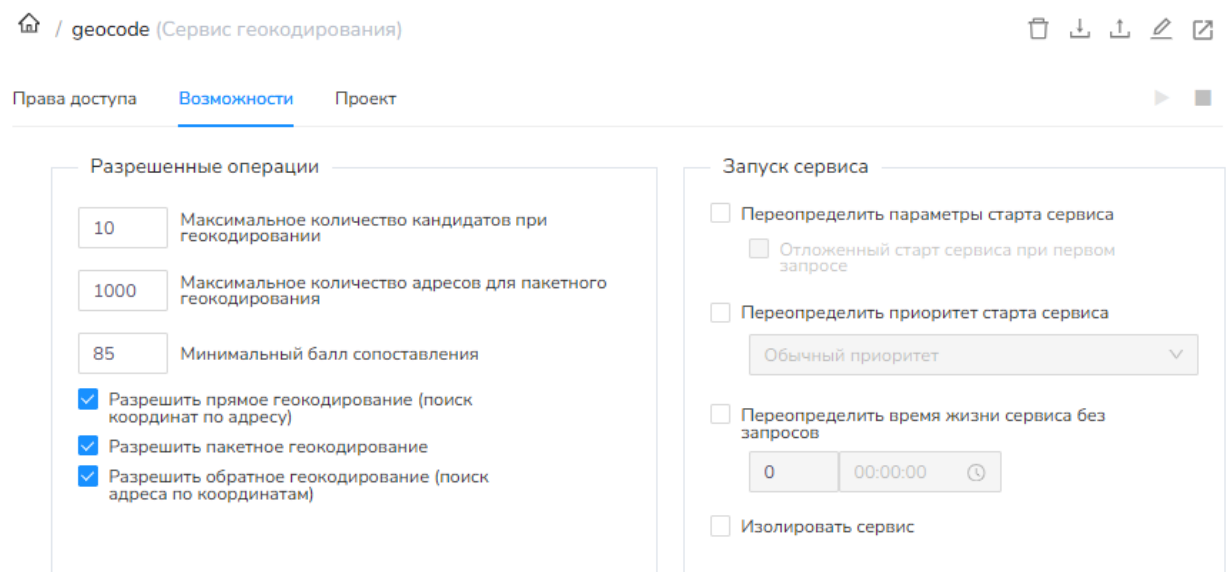 / geocode (Сервис геокодирования)
Права доступа Возможности Проект
Разрешенные операции
10 Максимальное количество кандидатов при
геокодировании
1000 Максимальное количество адресов для пакетного
геокодирования
85 Минимальный балл сопоставления
Разрешить прямое геокодирование (поиск
координат по адресу)
Разрешить пакетное геокодирование
Разрешить обратное геокодирование (поиск
адреса по координатам)
Запуск сервиса
Переопределить параметры старта сервиса
Отложенный старт сервиса при первом
запросе
Переопределить приоритет старта сервиса
Обычный приоритет
Переопределить время жизни сервиса без
запросов
0 00:00:00
Изолировать сервис